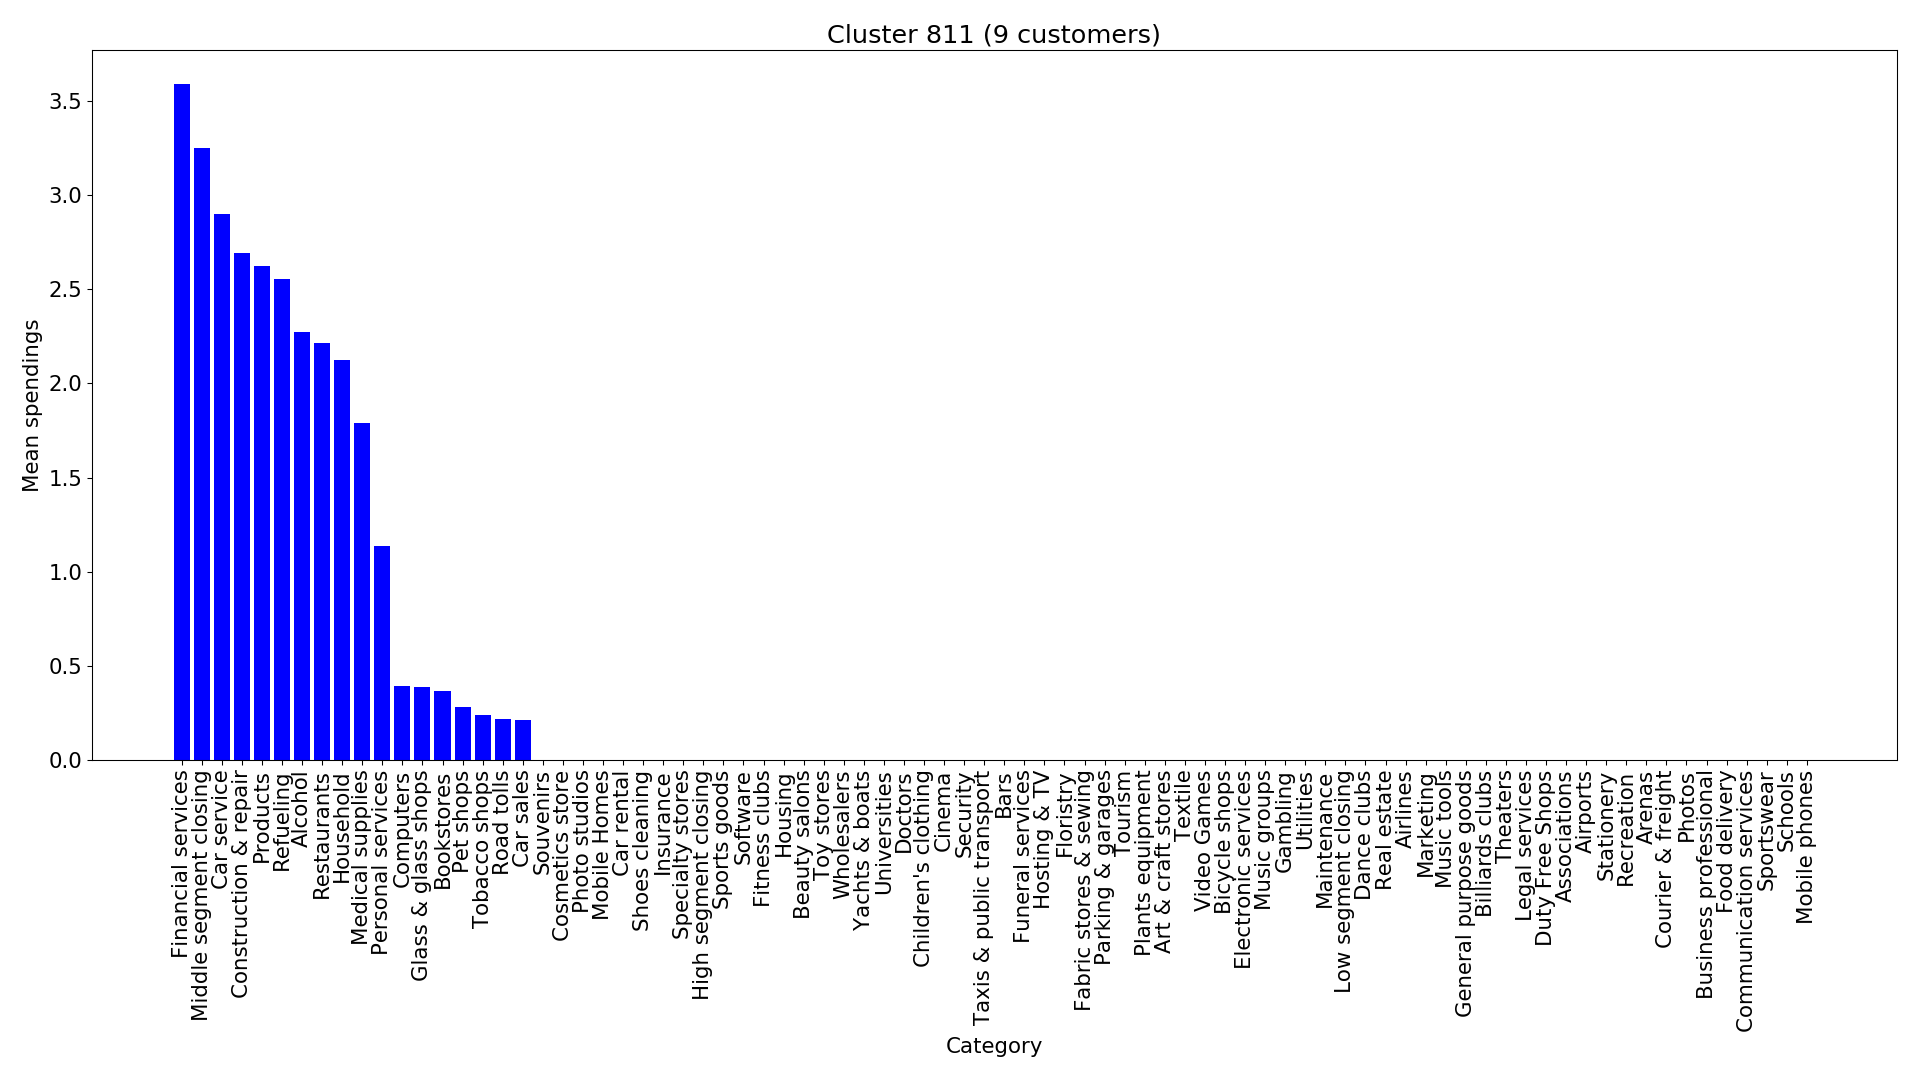 Cluster 811 (9 customers)
Mean spendings
3.5
3.0
2.5
2.0
1.5
1.0
0.5
0.0
Financial services
Middle segment closing
Car service
Construction & repair
Products
Refueling
Alcohol
Restaurants
Household
Medical supplies
Personal services
Computers
Glass & glass shops
Bookstores
Pet shops
Tobacco shops
Road tolls
Car sales
Souvenirs
Cosmetics store
Photo studios
Mobile Homes
Car rental
Shoes cleaning
Insurance
Specialty stores
High segment closing
Sports goods
Software
Fitness clubs
Housing
Beauty salons
Toy stores
Wholesalers
Yachts & boats
Universities
Doctors
Children's clothing
Cinema
Security
Taxis & public transport
Bars
Funeral services
Hosting & TV
Floristry
Fabric stores & sewing
Parking & garages
Tourism
Plants equipment
Art & craft stores
Textile
Video Games
Bicycle shops
Electronic services
Music groups
Gambling
Utilities
Maintenance
Low segment closing
Dance clubs
Real estate
Airlines
Marketing
Music tools
General purpose goods
Billiards clubs
Theaters
Legal services
Duty Free Shops
Associations
Airports
Stationery
Recreation
Arenas
Courier & freight
Photos
Business professional
Food delivery
Communication services
Sportswear
Schools
Mobile phones
Category